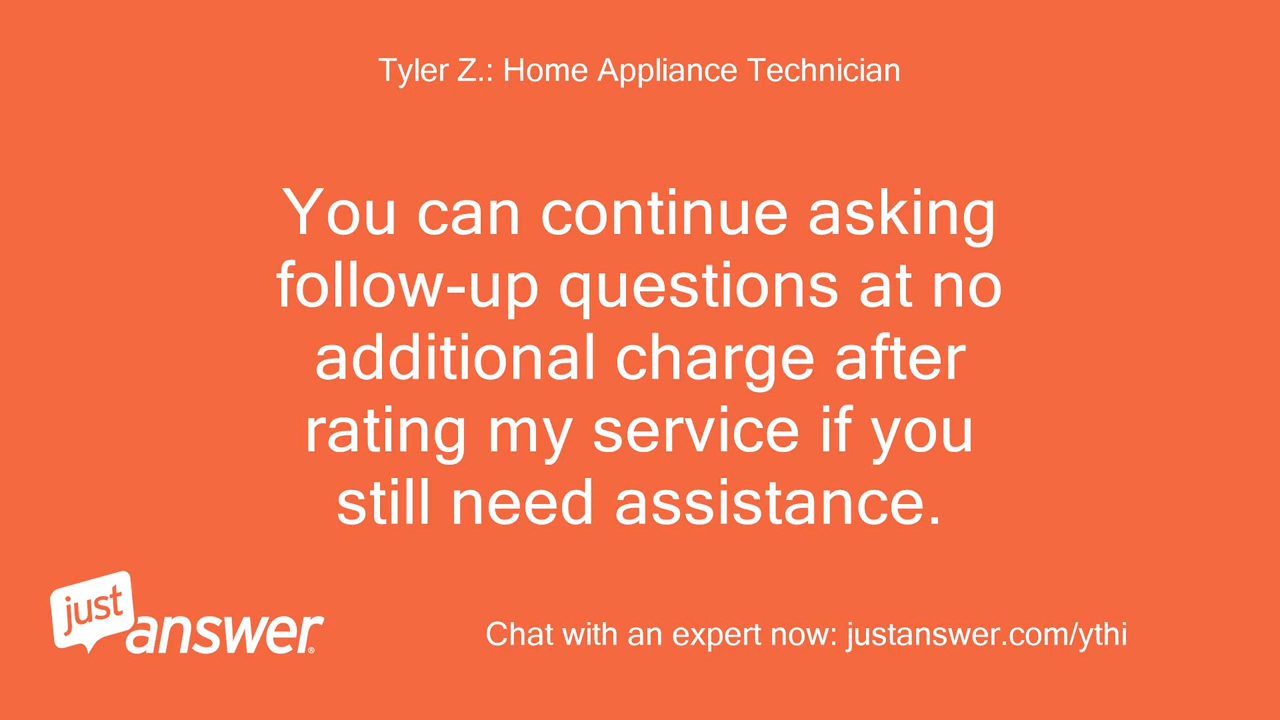 Tyler Z.: Home Appliance Technician
You can continue asking
follow-up questions at no
additional charge after
rating my service if you
still need assistance.
just
answer®
Chat with an expert now: justanswer.com/ythi